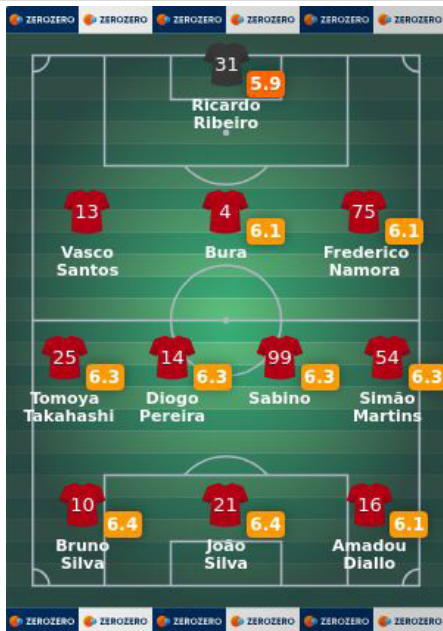 ZEROZERO ZEROZERO ZEROZERO ZEROZERO ZEROZERO ZEROZERO
31
5.9
Ricardo
Ribeiro
13 4 75
6.1 6.1
Vasco Bura Frederico
Santos Namora
25 14 99 54
6.3 6.3 6.3 6.3
Tomoya Diogo Sabino Simão
Takahashi Pereira Martins
10 21 16
6.4 6.4 6.1
Bruno João Amadou
Silva Silva Diallo
ZEROZERO ZEROZERO ZEROZERO ZEROZERO ZEROZERO ZEROZERO